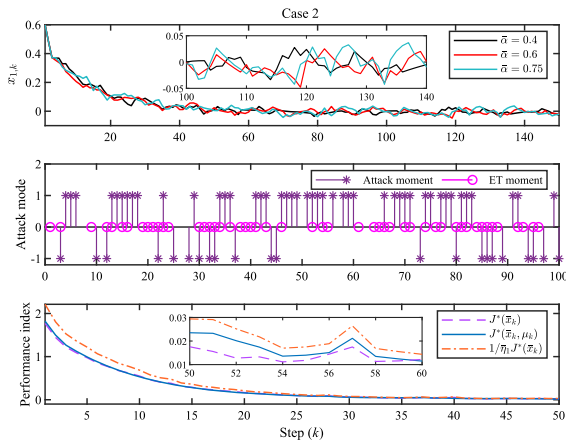 Case 2
0.6
0.4
0.2
0
x̄₁,ₖ
0.05
0
-0.05
100 110 120 130 140
ᾱ = 0.4
ᾱ = 0.6
ᾱ = 0.75
20 40 60 80 100 120 140
2
1
0
-1
Attack mode
Attack moment ET moment
0 10 20 30 40 50 60 70 80 90 100
2
1
0
Performance index
0.03
0.02
0.01
50 52 54 56 58 60
J*(x̄ₖ)
J*(x̄ₖ, μₖ)
1/η̄₁J*(x̄ₖ)
5 10 15 20 25 30 35 40 45 50
Step (k)